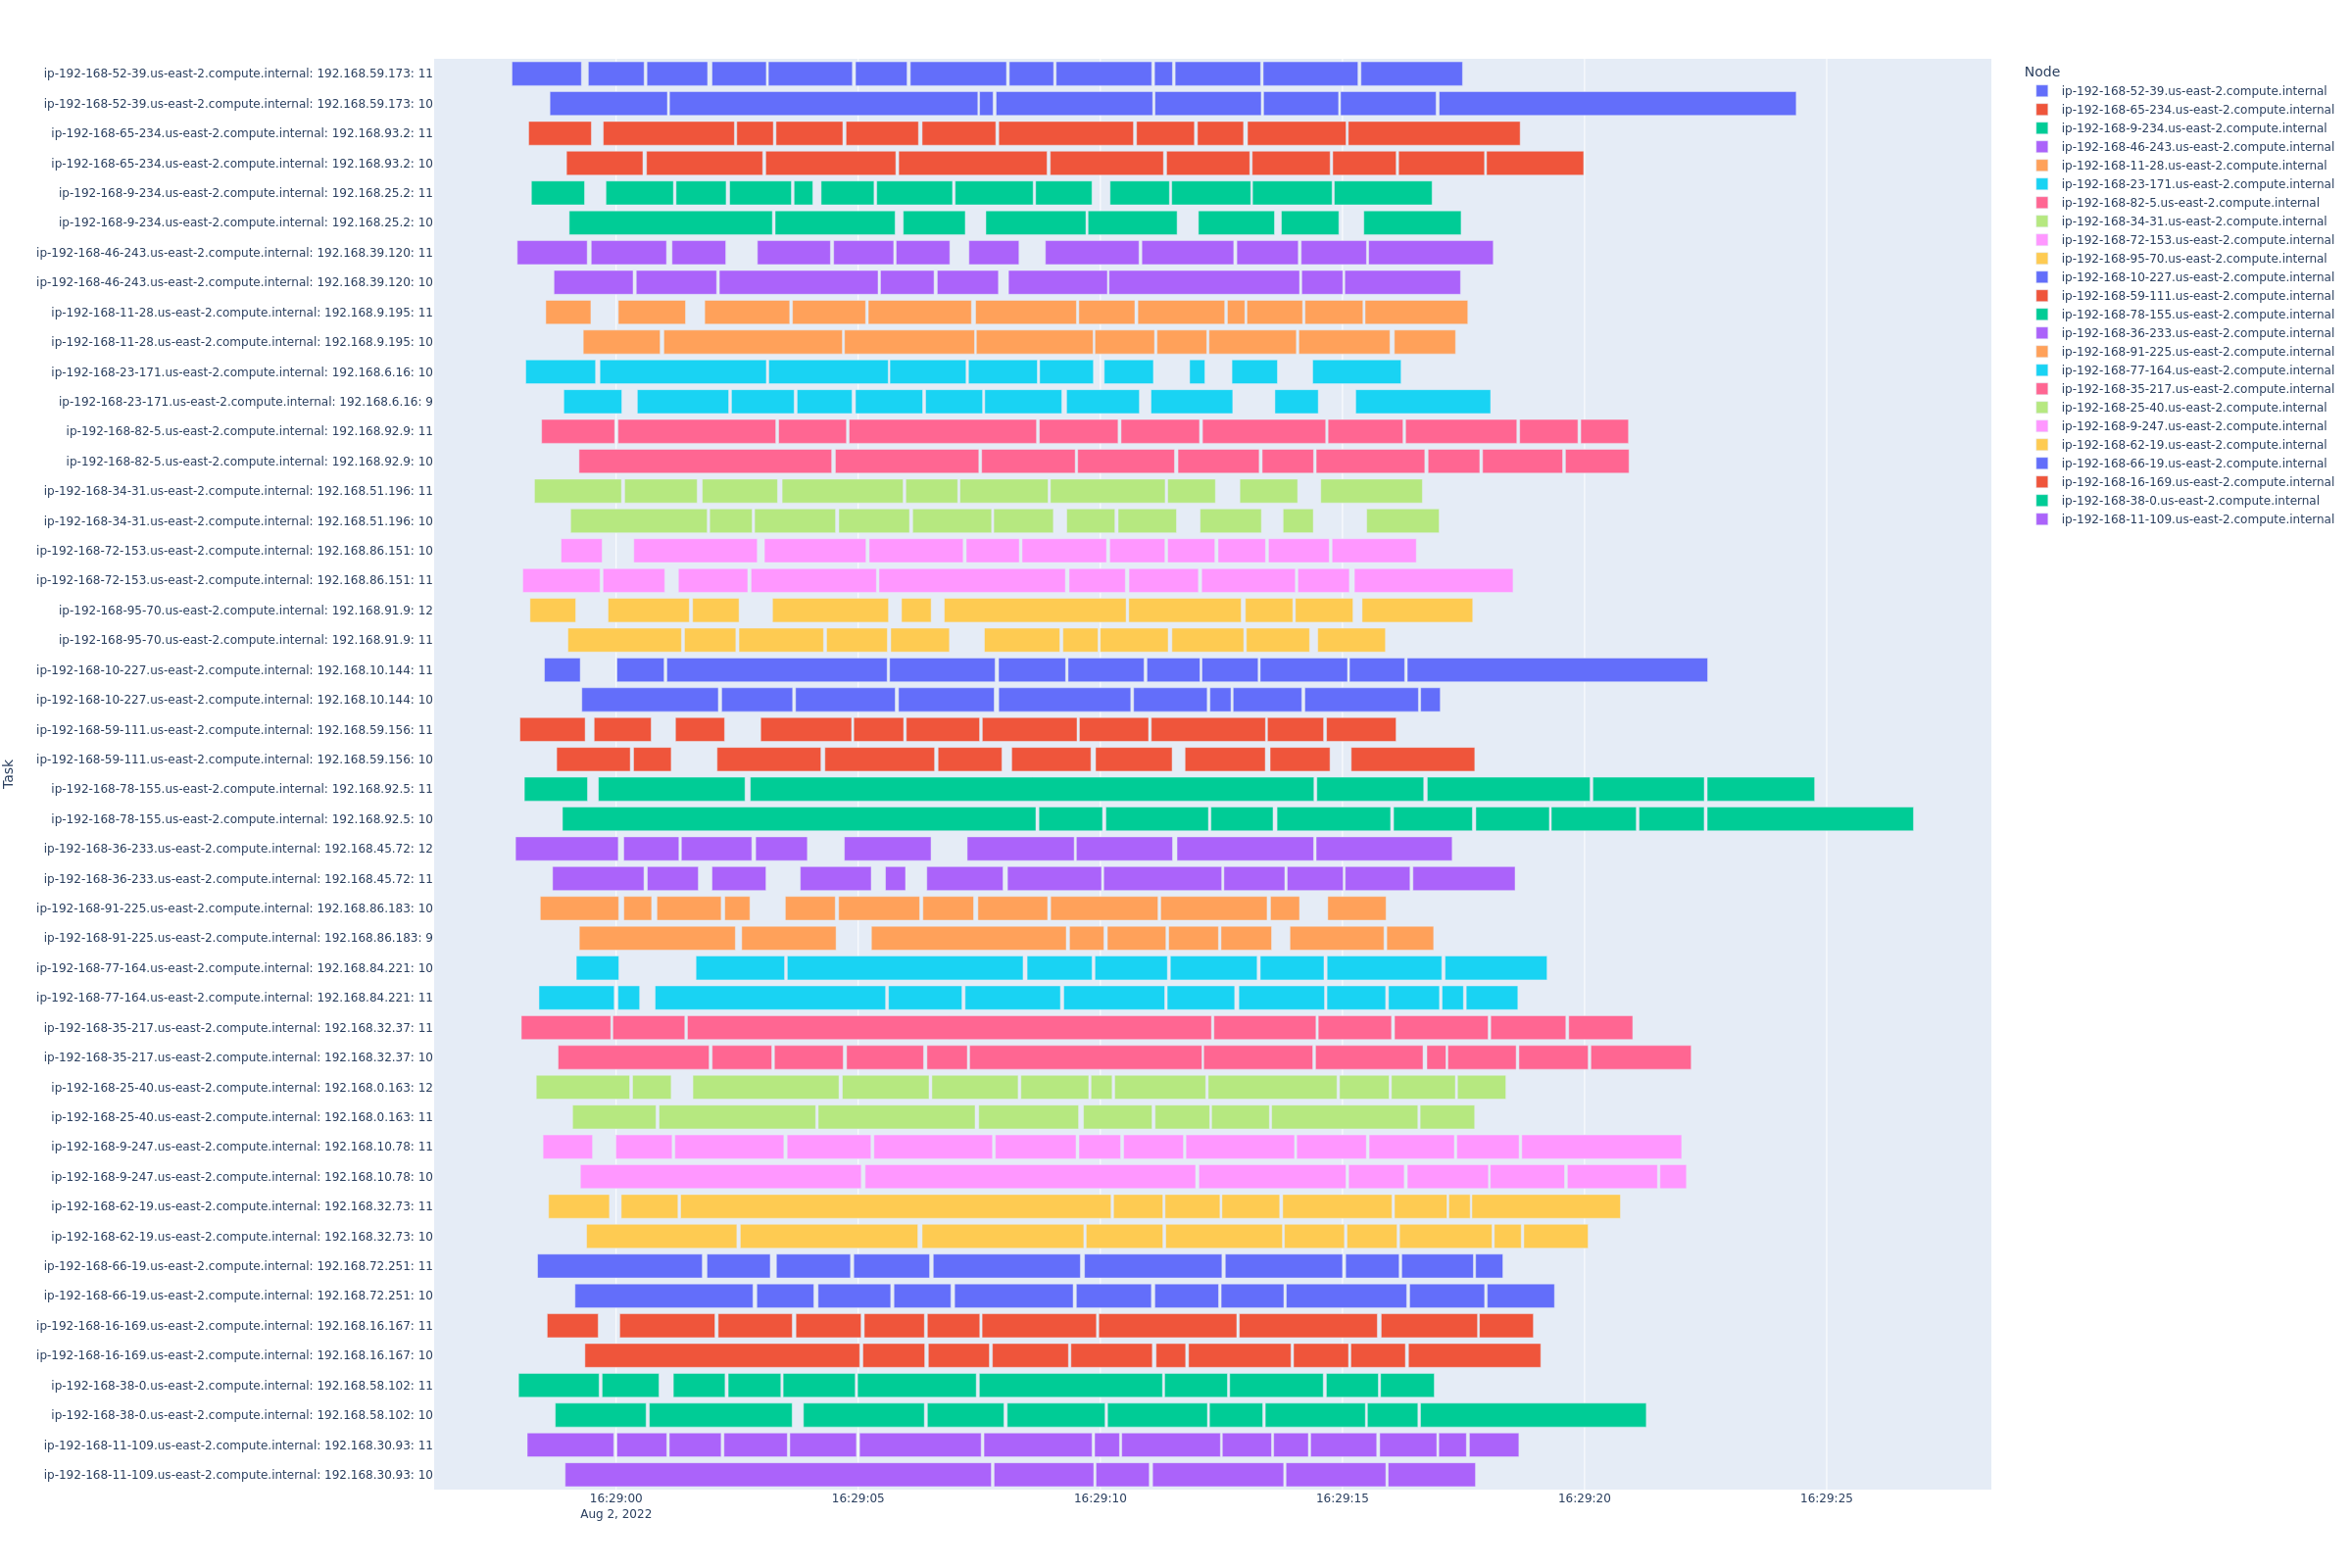 ip-192-168-52-39.us-east-2.compute.internal: 192.168.59.173: 11
ip-192-168-52-39.us-east-2.compute.internal: 192.168.59.173: 10
ip-192-168-65-234.us-east-2.compute.internal: 192.168.93.2: 11
ip-192-168-65-234.us-east-2.compute.internal: 192.168.93.2: 10
ip-192-168-9-234.us-east-2.compute.internal: 192.168.25.2: 11
ip-192-168-9-234.us-east-2.compute.internal: 192.168.25.2: 10
ip-192-168-46-243.us-east-2.compute.internal: 192.168.39.120: 11
ip-192-168-46-243.us-east-2.compute.internal: 192.168.39.120: 10
ip-192-168-11-28.us-east-2.compute.internal: 192.168.9.195: 11
ip-192-168-11-28.us-east-2.compute.internal: 192.168.9.195: 10
ip-192-168-23-171.us-east-2.compute.internal: 192.168.6.16: 10
ip-192-168-23-171.us-east-2.compute.internal: 192.168.6.16: 9
ip-192-168-82-5.us-east-2.compute.internal: 192.168.92.9: 11
ip-192-168-82-5.us-east-2.compute.internal: 192.168.92.9: 10
ip-192-168-34-31.us-east-2.compute.internal: 192.168.51.196: 11
ip-192-168-34-31.us-east-2.compute.internal: 192.168.51.196: 10
ip-192-168-72-153.us-east-2.compute.internal: 192.168.86.151: 10
ip-192-168-72-153.us-east-2.compute.internal: 192.168.86.151: 11
ip-192-168-95-70.us-east-2.compute.internal: 192.168.91.9: 12
ip-192-168-95-70.us-east-2.compute.internal: 192.168.91.9: 11
ip-192-168-10-227.us-east-2.compute.internal: 192.168.10.144: 11
ip-192-168-10-227.us-east-2.compute.internal: 192.168.10.144: 10
ip-192-168-59-111.us-east-2.compute.internal: 192.168.59.156: 11
ip-192-168-59-111.us-east-2.compute.internal: 192.168.59.156: 10
ip-192-168-78-155.us-east-2.compute.internal: 192.168.92.5: 11
ip-192-168-78-155.us-east-2.compute.internal: 192.168.92.5: 10
ip-192-168-36-233.us-east-2.compute.internal: 192.168.45.72: 12
ip-192-168-36-233.us-east-2.compute.internal: 192.168.45.72: 11
ip-192-168-91-225.us-east-2.compute.internal: 192.168.86.183: 10
ip-192-168-91-225.us-east-2.compute.internal: 192.168.86.183: 9
ip-192-168-77-164.us-east-2.compute.internal: 192.168.84.221: 10
ip-192-168-77-164.us-east-2.compute.internal: 192.168.84.221: 11
ip-192-168-35-217.us-east-2.compute.internal: 192.168.32.37: 11
ip-192-168-35-217.us-east-2.compute.internal: 192.168.32.37: 10
ip-192-168-25-40.us-east-2.compute.internal: 192.168.0.163: 12
ip-192-168-25-40.us-east-2.compute.internal: 192.168.0.163: 11
ip-192-168-9-247.us-east-2.compute.internal: 192.168.10.78: 11
ip-192-168-9-247.us-east-2.compute.internal: 192.168.10.78: 10
ip-192-168-62-19.us-east-2.compute.internal: 192.168.32.73: 11
ip-192-168-62-19.us-east-2.compute.internal: 192.168.32.73: 10
ip-192-168-66-19.us-east-2.compute.internal: 192.168.72.251: 11
ip-192-168-66-19.us-east-2.compute.internal: 192.168.72.251: 10
ip-192-168-16-169.us-east-2.compute.internal: 192.168.16.167: 11
ip-192-168-16-169.us-east-2.compute.internal: 192.168.16.167: 10
ip-192-168-38-0.us-east-2.compute.internal: 192.168.58.102: 11
ip-192-168-38-0.us-east-2.compute.internal: 192.168.58.102: 10
ip-192-168-11-109.us-east-2.compute.internal: 192.168.30.93: 11
ip-192-168-11-109.us-east-2.compute.internal: 192.168.30.93: 10
Task
16:29:00 16:29:05 16:29:10 16:29:15 16:29:20 16:29:25
Aug 2, 2022
Node
ip-192-168-52-39.us-east-2.compute.internal
ip-192-168-65-234.us-east-2.compute.internal
ip-192-168-9-234.us-east-2.compute.internal
ip-192-168-46-243.us-east-2.compute.internal
ip-192-168-11-28.us-east-2.compute.internal
ip-192-168-23-171.us-east-2.compute.internal
ip-192-168-82-5.us-east-2.compute.internal
ip-192-168-34-31.us-east-2.compute.internal
ip-192-168-72-153.us-east-2.compute.internal
ip-192-168-95-70.us-east-2.compute.internal
ip-192-168-10-227.us-east-2.compute.internal
ip-192-168-59-111.us-east-2.compute.internal
ip-192-168-78-155.us-east-2.compute.internal
ip-192-168-36-233.us-east-2.compute.internal
ip-192-168-91-225.us-east-2.compute.internal
ip-192-168-77-164.us-east-2.compute.internal
ip-192-168-35-217.us-east-2.compute.internal
ip-192-168-25-40.us-east-2.compute.internal
ip-192-168-9-247.us-east-2.compute.internal
ip-192-168-62-19.us-east-2.compute.internal
ip-192-168-66-19.us-east-2.compute.internal
ip-192-168-16-169.us-east-2.compute.internal
ip-192-168-38-0.us-east-2.compute.internal
ip-192-168-11-109.us-east-2.compute.internal